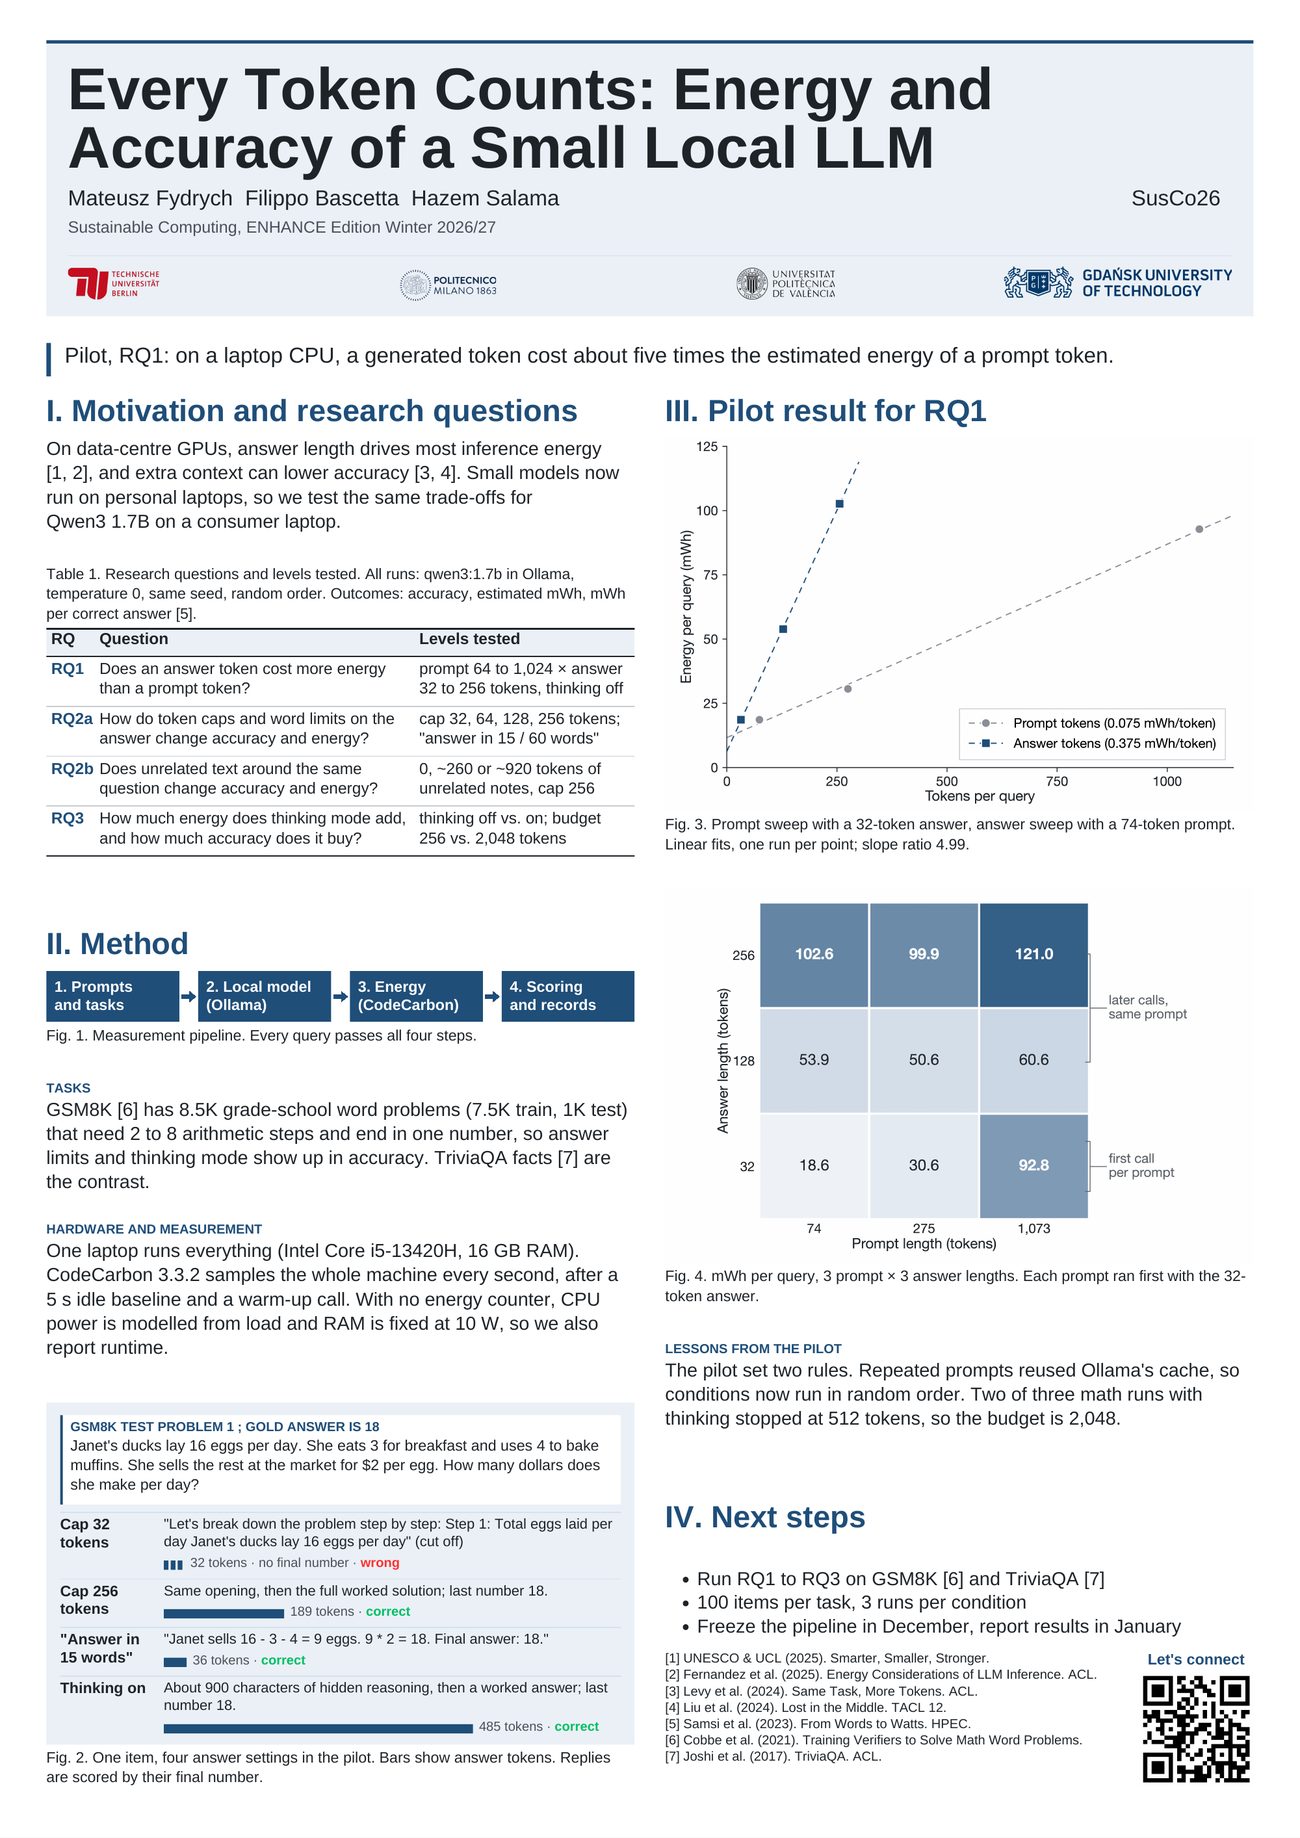 Every Token Counts: Energy and
Accuracy of a Small Local LLM
Mateusz Fydrych  Filippo Bascetta  Hazem Salama
SusCo26
Sustainable Computing, ENHANCE Edition Winter 2026/27
TECHNISCHE
UNIVERSITÄT
BERLIN
POLITECNICO
MILANO 1863
UNIVERSITAT
POLITÈCNICA
DE VALÈNCIA
GDAŃSK UNIVERSITY
OF TECHNOLOGY
Pilot, RQ1: on a laptop CPU, a generated token cost about five times the estimated energy of a prompt token.
I. Motivation and research questions
On data-centre GPUs, answer length drives most inference energy
[1, 2], and extra context can lower accuracy [3, 4]. Small models now
run on personal laptops, so we test the same trade-offs for
Qwen3 1.7B on a consumer laptop.
Table 1. Research questions and levels tested. All runs: qwen3:1.7b in Ollama,
temperature 0, same seed, random order. Outcomes: accuracy, estimated mWh, mWh
per correct answer [5].
RQ Question Levels tested
RQ1 Does an answer token cost more energy prompt 64 to 1,024 × answer
than a prompt token? 32 to 256 tokens, thinking off
RQ2a How do token caps and word limits on the cap 32, 64, 128, 256 tokens;
answer change accuracy and energy? "answer in 15 / 60 words"
RQ2b Does unrelated text around the same 0, ~260 or ~920 tokens of
question change accuracy and energy? unrelated notes, cap 256
RQ3 How much energy does thinking mode add, thinking off vs. on; budget
and how much accuracy does it buy? 256 vs. 2,048 tokens
II. Method
1. Prompts
and tasks
2. Local model
(Ollama)
3. Energy
(CodeCarbon)
4. Scoring
and records
Fig. 1. Measurement pipeline. Every query passes all four steps.
TASKS
GSM8K [6] has 8.5K grade-school word problems (7.5K train, 1K test)
that need 2 to 8 arithmetic steps and end in one number, so answer
limits and thinking mode show up in accuracy. TriviaQA facts [7] are
the contrast.
HARDWARE AND MEASUREMENT
One laptop runs everything (Intel Core i5-13420H, 16 GB RAM).
CodeCarbon 3.3.2 samples the whole machine every second, after a
5 s idle baseline and a warm-up call. With no energy counter, CPU
power is modelled from load and RAM is fixed at 10 W, so we also
report runtime.
GSM8K TEST PROBLEM 1 ; GOLD ANSWER IS 18
Janet's ducks lay 16 eggs per day. She eats 3 for breakfast and uses 4 to bake
muffins. She sells the rest at the market for $2 per egg. How many dollars does
she make per day?
Cap 32
tokens
"Let's break down the problem step by step: Step 1: Total eggs laid per
day Janet's ducks lay 16 eggs per day" (cut off)
32 tokens · no final number · wrong
Cap 256
tokens
Same opening, then the full worked solution; last number 18.
189 tokens · correct
"Answer in
15 words"
"Janet sells 16 - 3 - 4 = 9 eggs. 9 * 2 = 18. Final answer: 18."
36 tokens · correct
Thinking on
About 900 characters of hidden reasoning, then a worked answer; last
number 18.
485 tokens · correct
Fig. 2. One item, four answer settings in the pilot. Bars show answer tokens. Replies
are scored by their final number.
III. Pilot result for RQ1
Energy per query (mWh)
125
100
75
50
25
0
0 250 500 750 1000
Tokens per query
Prompt tokens (0.075 mWh/token)
Answer tokens (0.375 mWh/token)
Fig. 3. Prompt sweep with a 32-token answer, answer sweep with a 74-token prompt.
Linear fits, one run per point; slope ratio 4.99.
Answer length (tokens)
256 102.6 99.9 121.0
later calls,
same prompt
128 53.9 50.6 60.6
32 18.6 30.6 92.8
first call
per prompt
74 275 1,073
Prompt length (tokens)
Fig. 4. mWh per query, 3 prompt × 3 answer lengths. Each prompt ran first with the 32-
token answer.
LESSONS FROM THE PILOT
The pilot set two rules. Repeated prompts reused Ollama's cache, so
conditions now run in random order. Two of three math runs with
thinking stopped at 512 tokens, so the budget is 2,048.
IV. Next steps
• Run RQ1 to RQ3 on GSM8K [6] and TriviaQA [7]
• 100 items per task, 3 runs per condition
• Freeze the pipeline in December, report results in January
[1] UNESCO & UCL (2025). Smarter, Smaller, Stronger.
[2] Fernandez et al. (2025). Energy Considerations of LLM Inference. ACL.
[3] Levy et al. (2024). Same Task, More Tokens. ACL.
[4] Liu et al. (2024). Lost in the Middle. TACL 12.
[5] Samsi et al. (2023). From Words to Watts. HPEC.
[6] Cobbe et al. (2021). Training Verifiers to Solve Math Word Problems.
[7] Joshi et al. (2017). TriviaQA. ACL.
Let's connect